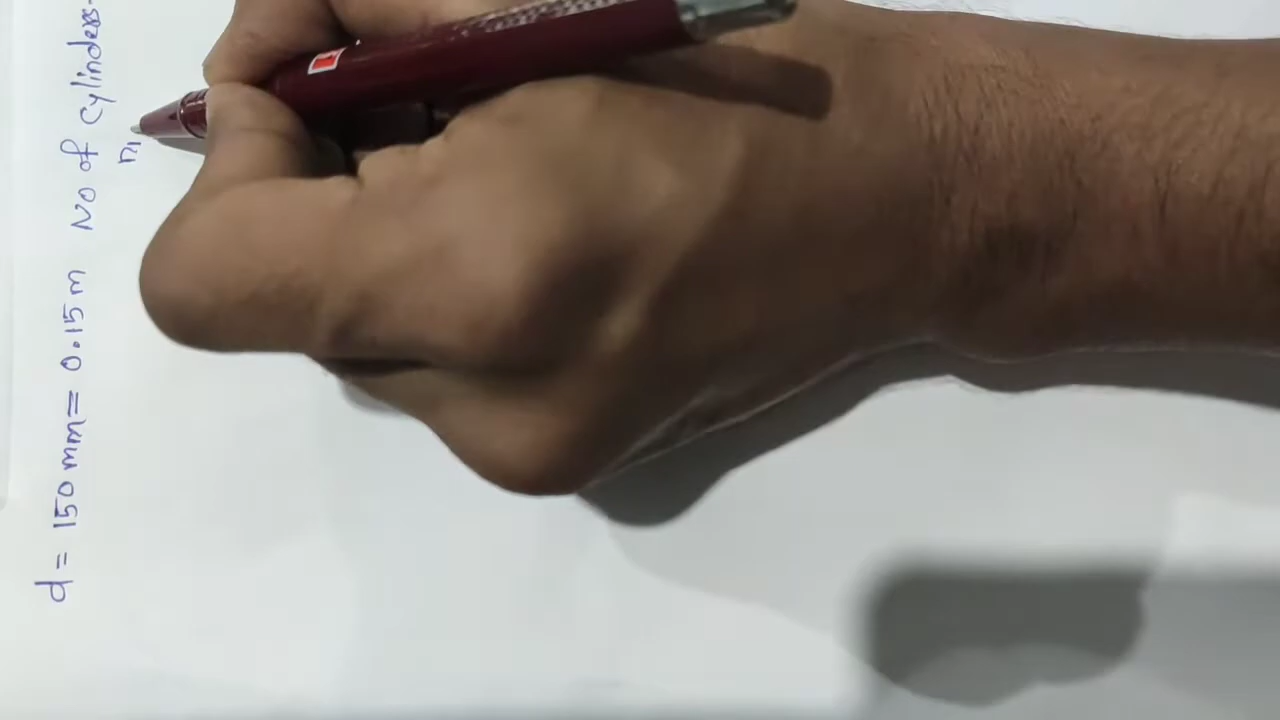 d = 150 mm = 0.15 m No of cylinders-
n